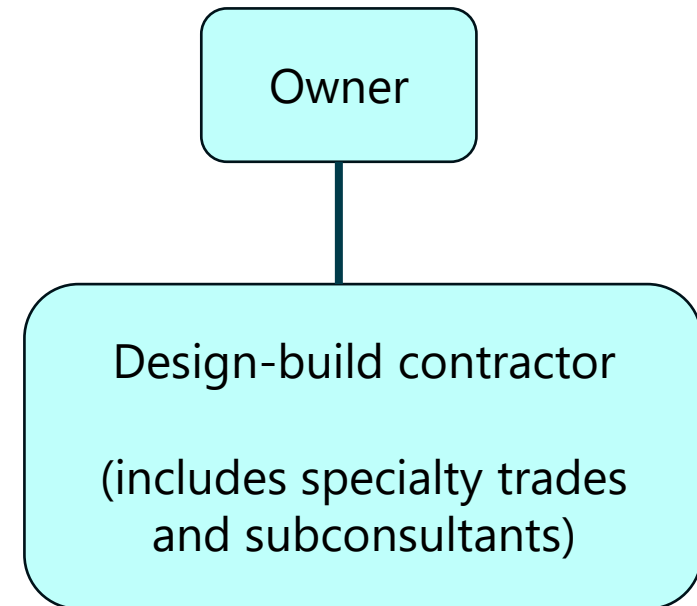 Owner
Design-build contractor
(includes specialty trades
and subconsultants)